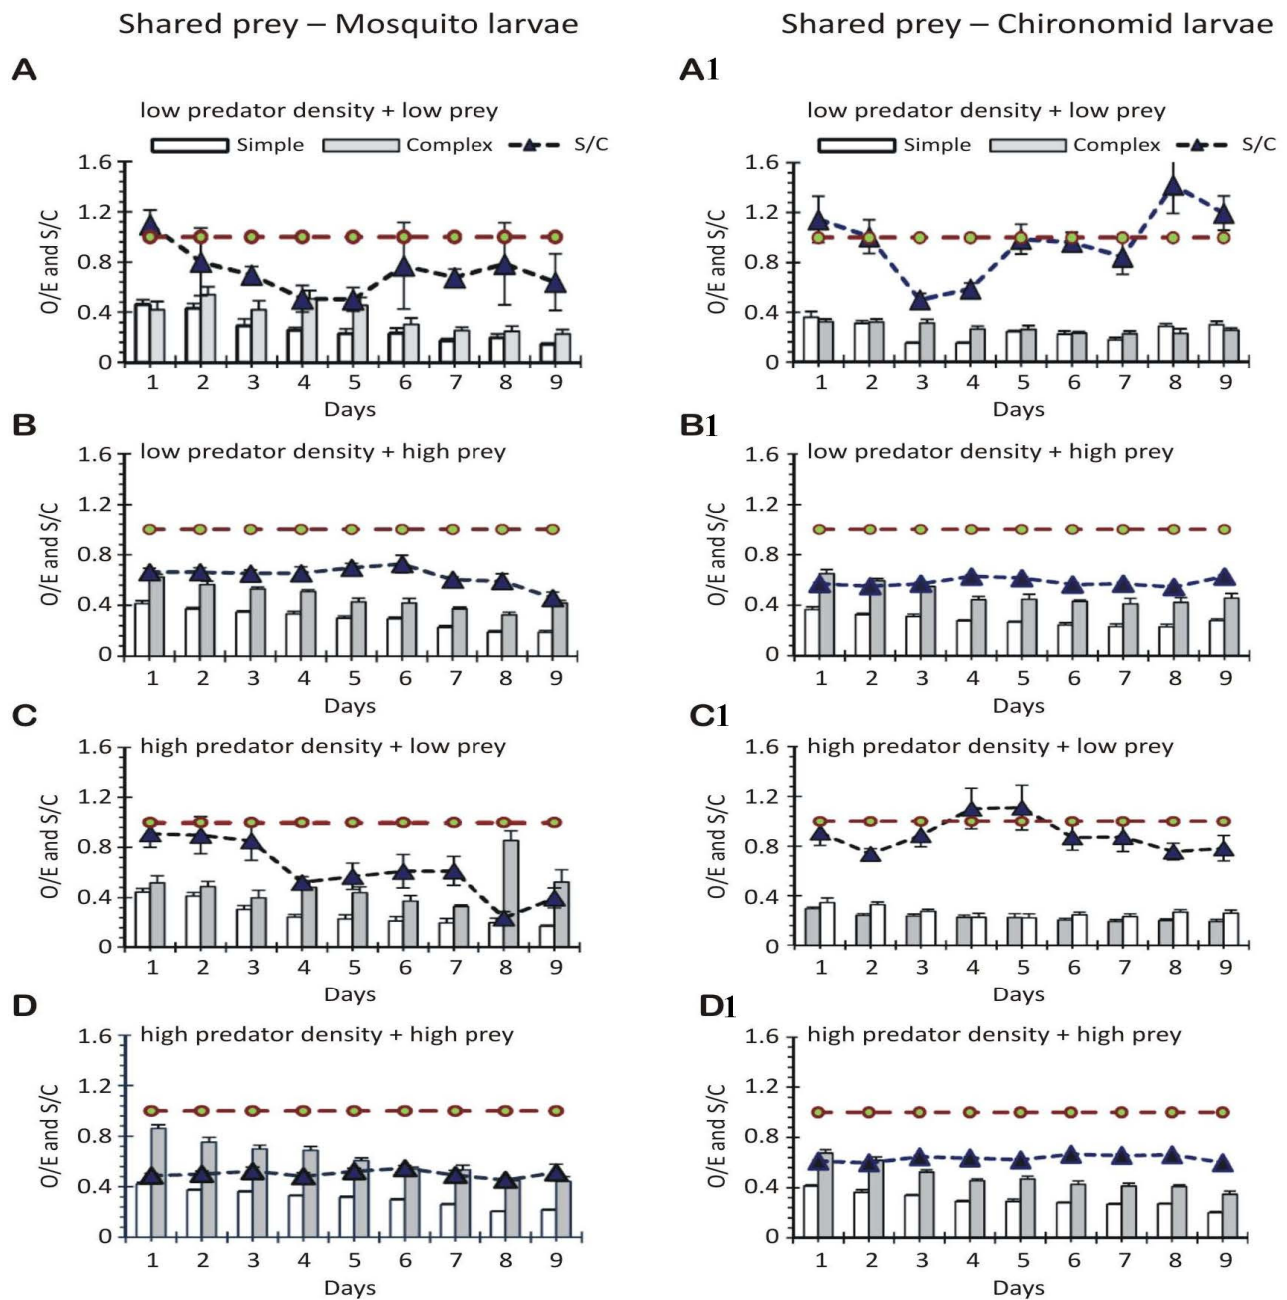 Shared prey – Mosquito larvae
Shared prey – Chironomid larvae
A
low predator density + low prey
Simple Complex S/C
1.6
1.2
0.8
0.4
0
O/E and S/C
1 2 3 4 5 6 7 8 9
Days
A1
low predator density + low prey
Simple Complex S/C
1.6
1.2
0.8
0.4
0
O/E and S/C
1 2 3 4 5 6 7 8 9
Days
B
low predator density + high prey
1.6
1.2
0.8
0.4
0
O/E and S/C
1 2 3 4 5 6 7 8 9
Days
B1
low predator density + high prey
1.6
1.2
0.8
0.4
0
O/E and S/C
1 2 3 4 5 6 7 8 9
Days
C
high predator density + low prey
1.6
1.2
0.8
0.4
0
O/E and S/C
1 2 3 4 5 6 7 8 9
Days
C1
high predator density + low prey
1.6
1.2
0.8
0.4
0
O/E and S/C
1 2 3 4 5 6 7 8 9
Days
D
high predator density + high prey
1.6
1.2
0.8
0.4
0
O/E and S/C
1 2 3 4 5 6 7 8 9
Days
D1
high predator density + high prey
1.6
1.2
0.8
0.4
0
O/E and S/C
1 2 3 4 5 6 7 8 9
Days